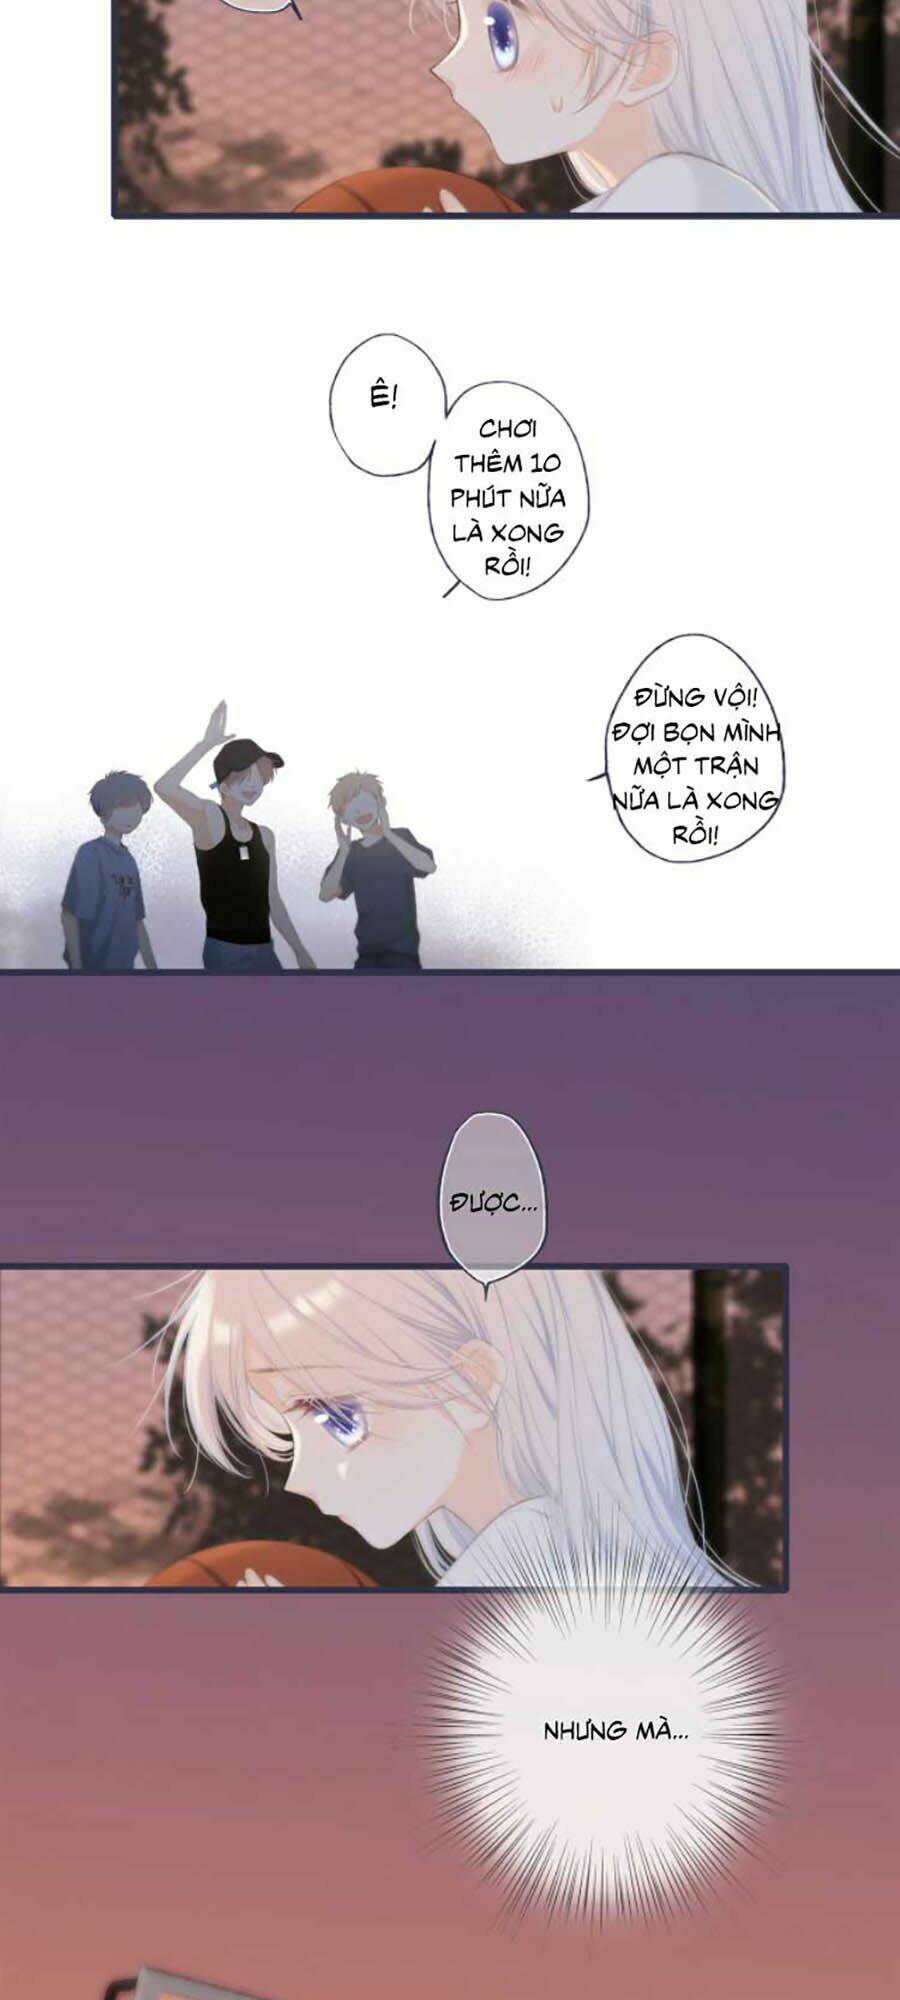 Ê!
CHƠI
THÊM 10
PHÚT NỮA
LÀ XONG
RỒI!
ĐỪNG VỘI!
ĐỢI BỌN MÌNH
MỘT TRẬN
NỮA LÀ XONG
RỒI!
ĐƯỢC...
NHƯNG MÀ...